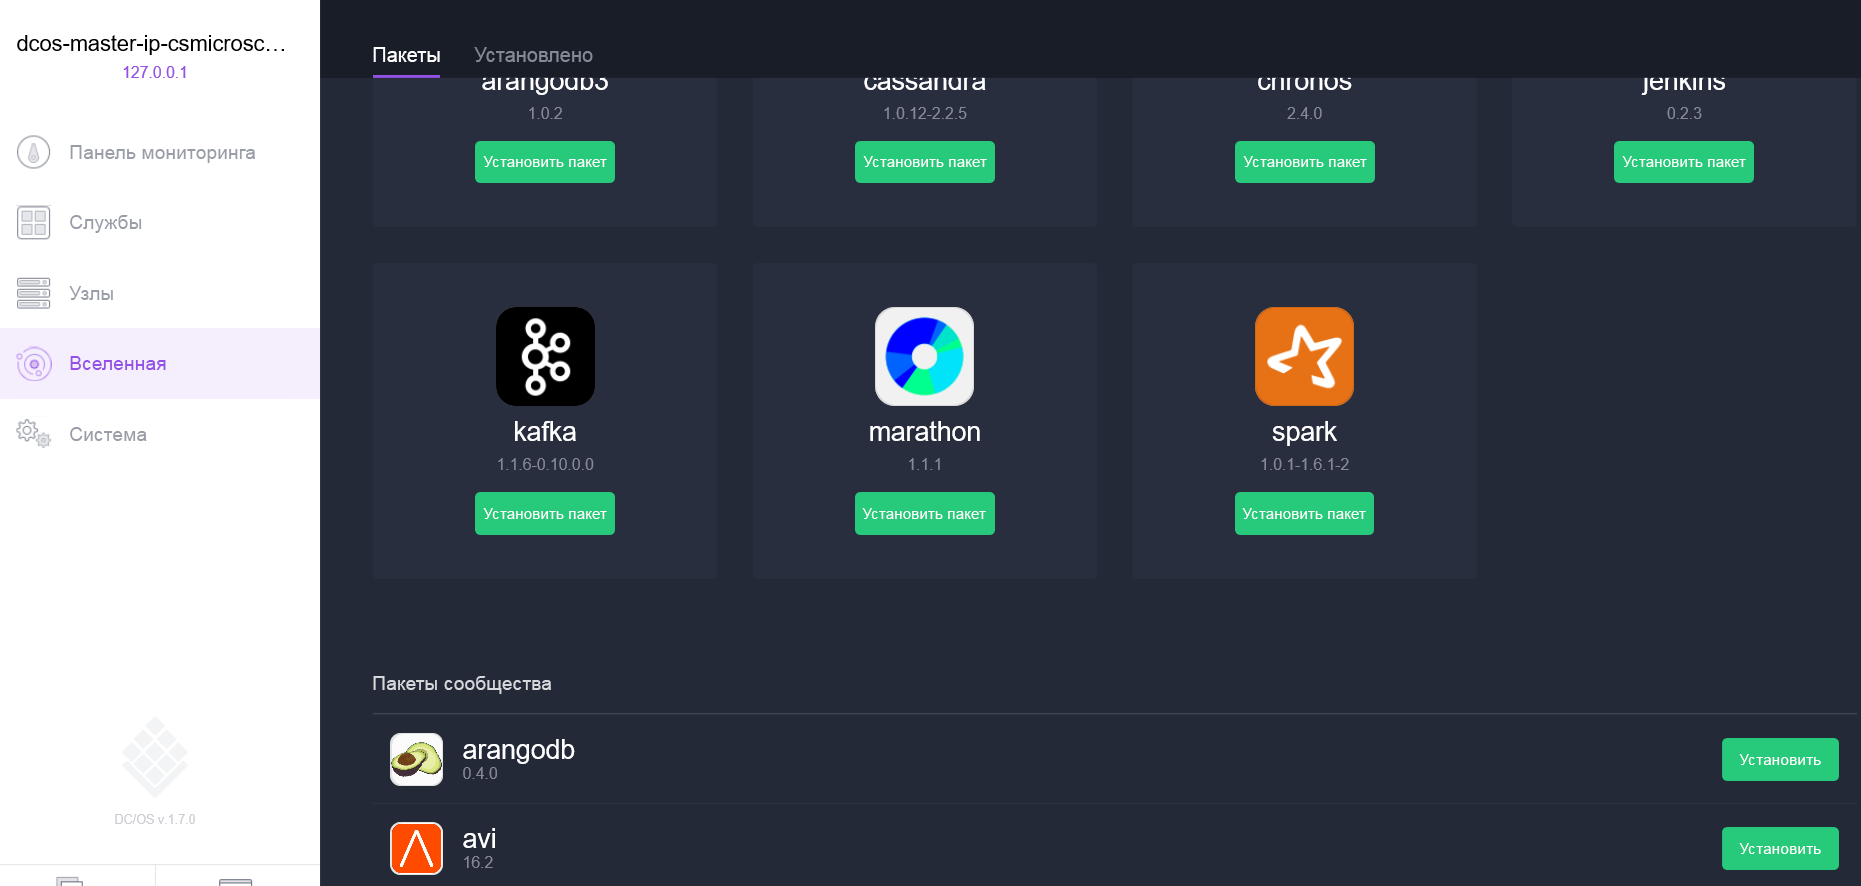 dcos-master-ip-csmicrosc...
127.0.0.1
Панель мониторинга
Службы
Узлы
Вселенная
Система
DC/OS v.1.7.0
Пакеты
Установлено
arangodb3
1.0.2
Установить пакет
cassandra
1.0.12-2.2.5
Установить пакет
chronos
2.4.0
Установить пакет
jenkins
0.2.3
Установить пакет
kafka
1.1.6-0.10.0.0
Установить пакет
marathon
1.1.1
Установить пакет
spark
1.0.1-1.6.1-2
Установить пакет
Пакеты сообщества
arangodb
0.4.0
Установить
avi
16.2
Установить